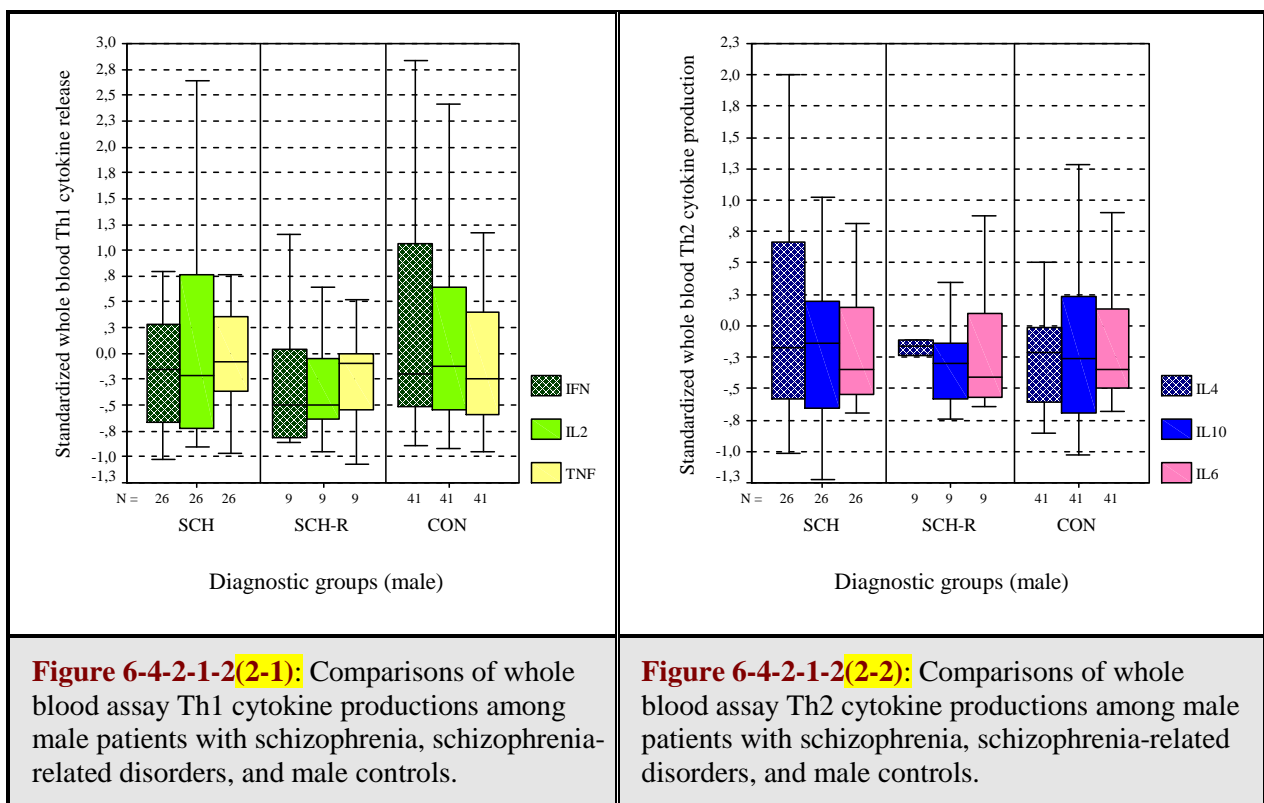 Standardized whole blood Th1 cytokine release
3,0
2,8
2,5
2,3
2,0
1,8
1,5
1,3
1,0
,8
,5
,3
0,0
-,3
-,5
-,8
-1,0
-1,3
N = 26 26 26 9 9 9 41 41 41
SCH SCH-R CON
Diagnostic groups (male)
IFN
IL2
TNF
Standardized whole blood Th2 cytokine production
2,3
2,0
1,8
1,5
1,3
1,0
,8
,5
,3
0,0
-,3
-,5
-,8
-1,0
-1,3
N = 26 26 26 9 9 9 41 41 41
SCH SCH-R CON
Diagnostic groups (male)
IL4
IL10
IL6
Figure 6-4-2-1-2(2-1): Comparisons of whole
blood assay Th1 cytokine productions among
male patients with schizophrenia, schizophrenia-
related disorders, and male controls.
Figure 6-4-2-1-2(2-2): Comparisons of whole
blood assay Th2 cytokine productions among male
patients with schizophrenia, schizophrenia-related
disorders, and male controls.